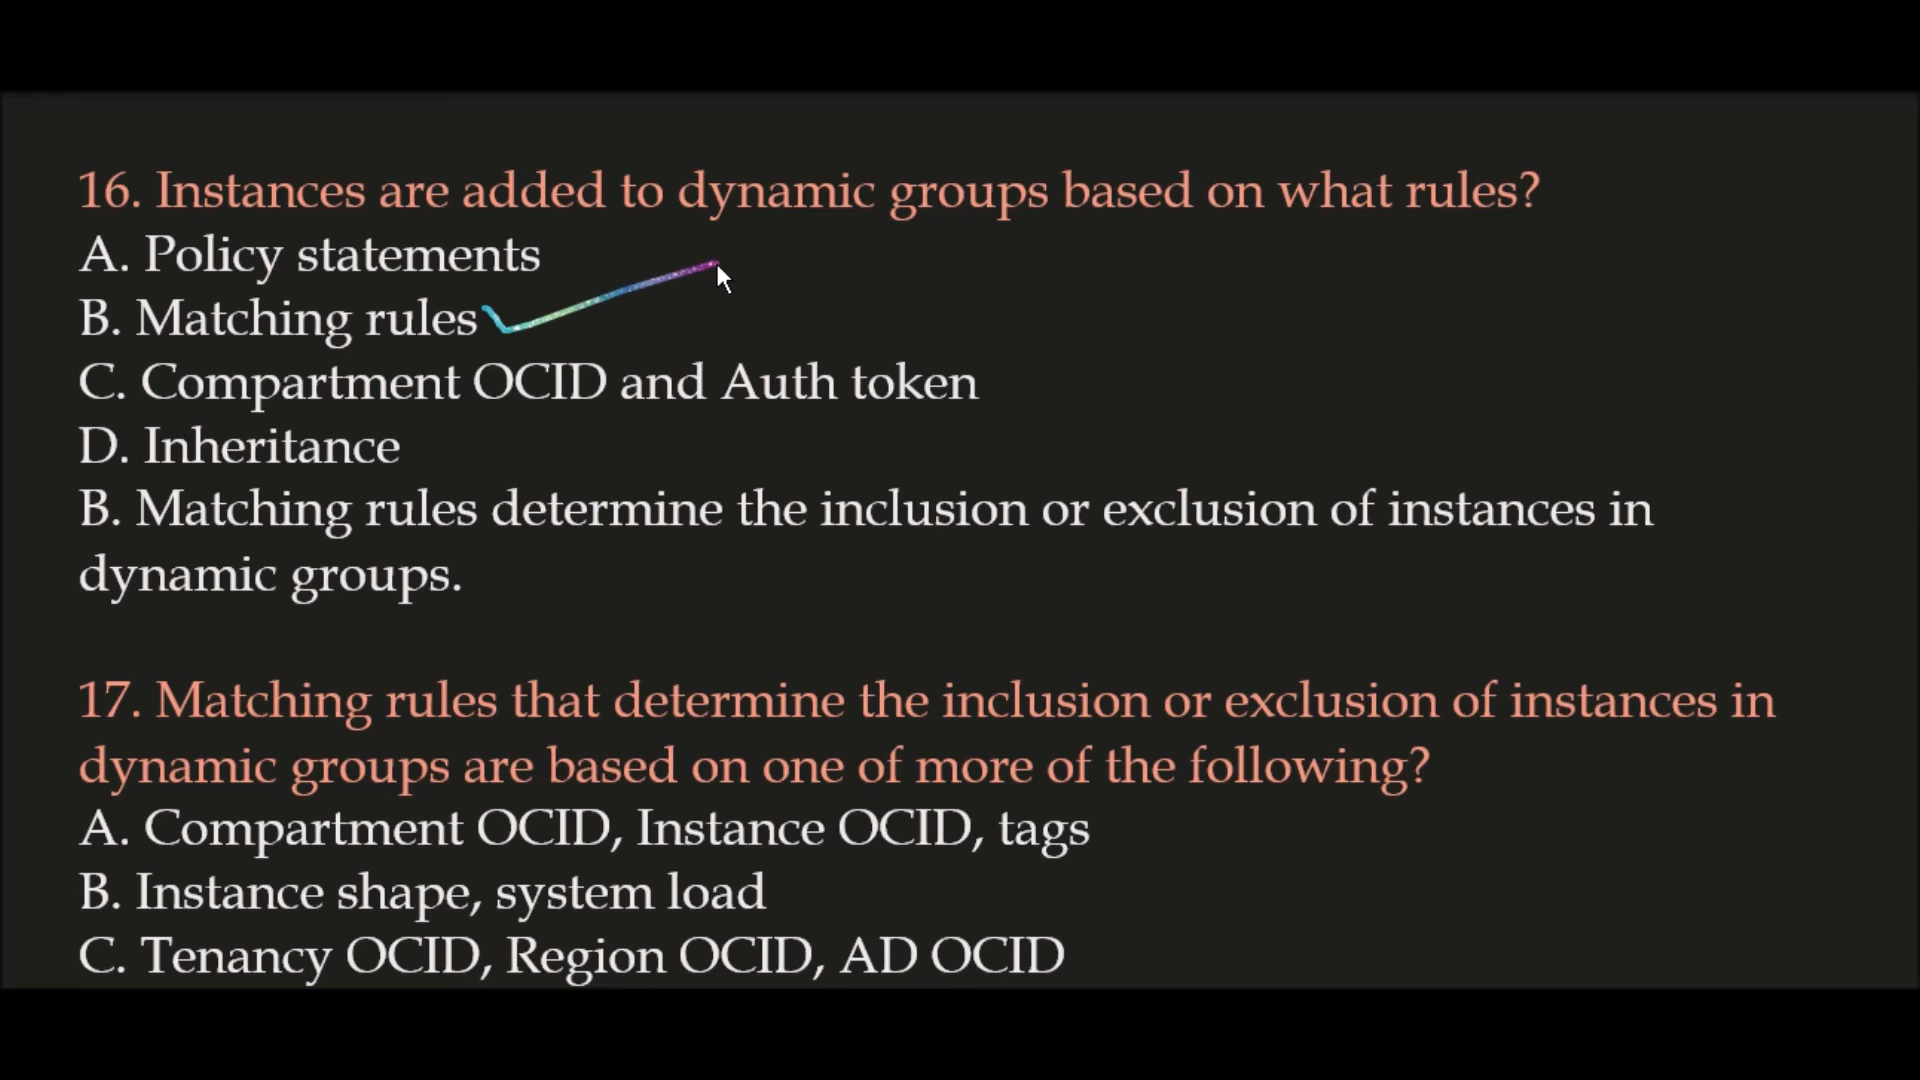 16. Instances are added to dynamic groups based on what rules?
A. Policy statements
B. Matching rules
C. Compartment OCID and Auth token
D. Inheritance
B. Matching rules determine the inclusion or exclusion of instances in
dynamic groups.
17. Matching rules that determine the inclusion or exclusion of instances in
dynamic groups are based on one of more of the following?
A. Compartment OCID, Instance OCID, tags
B. Instance shape, system load
C. Tenancy OCID, Region OCID, AD OCID